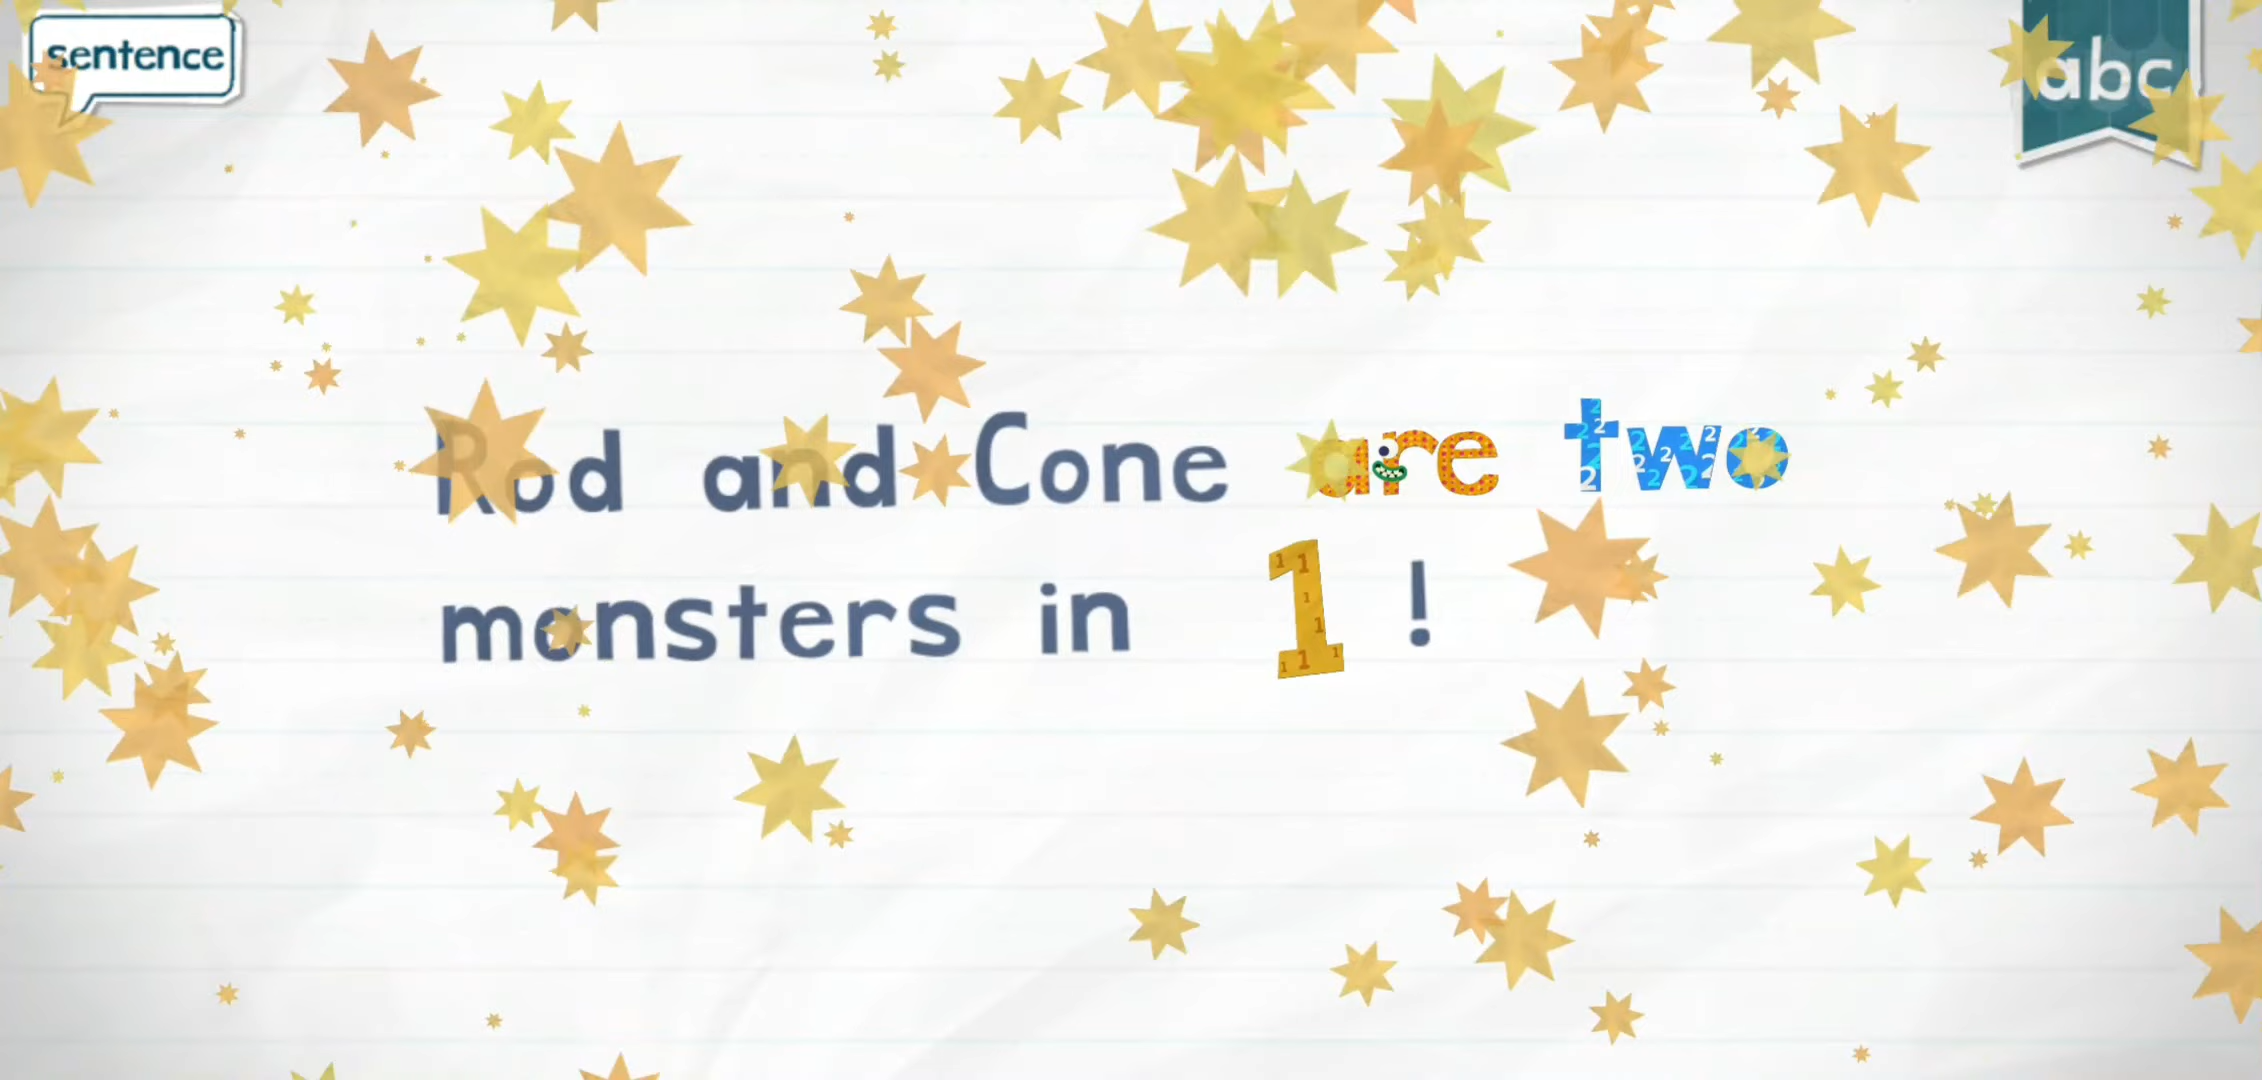 sentence
abc
Rod and Cone are two
monsters in 1 !